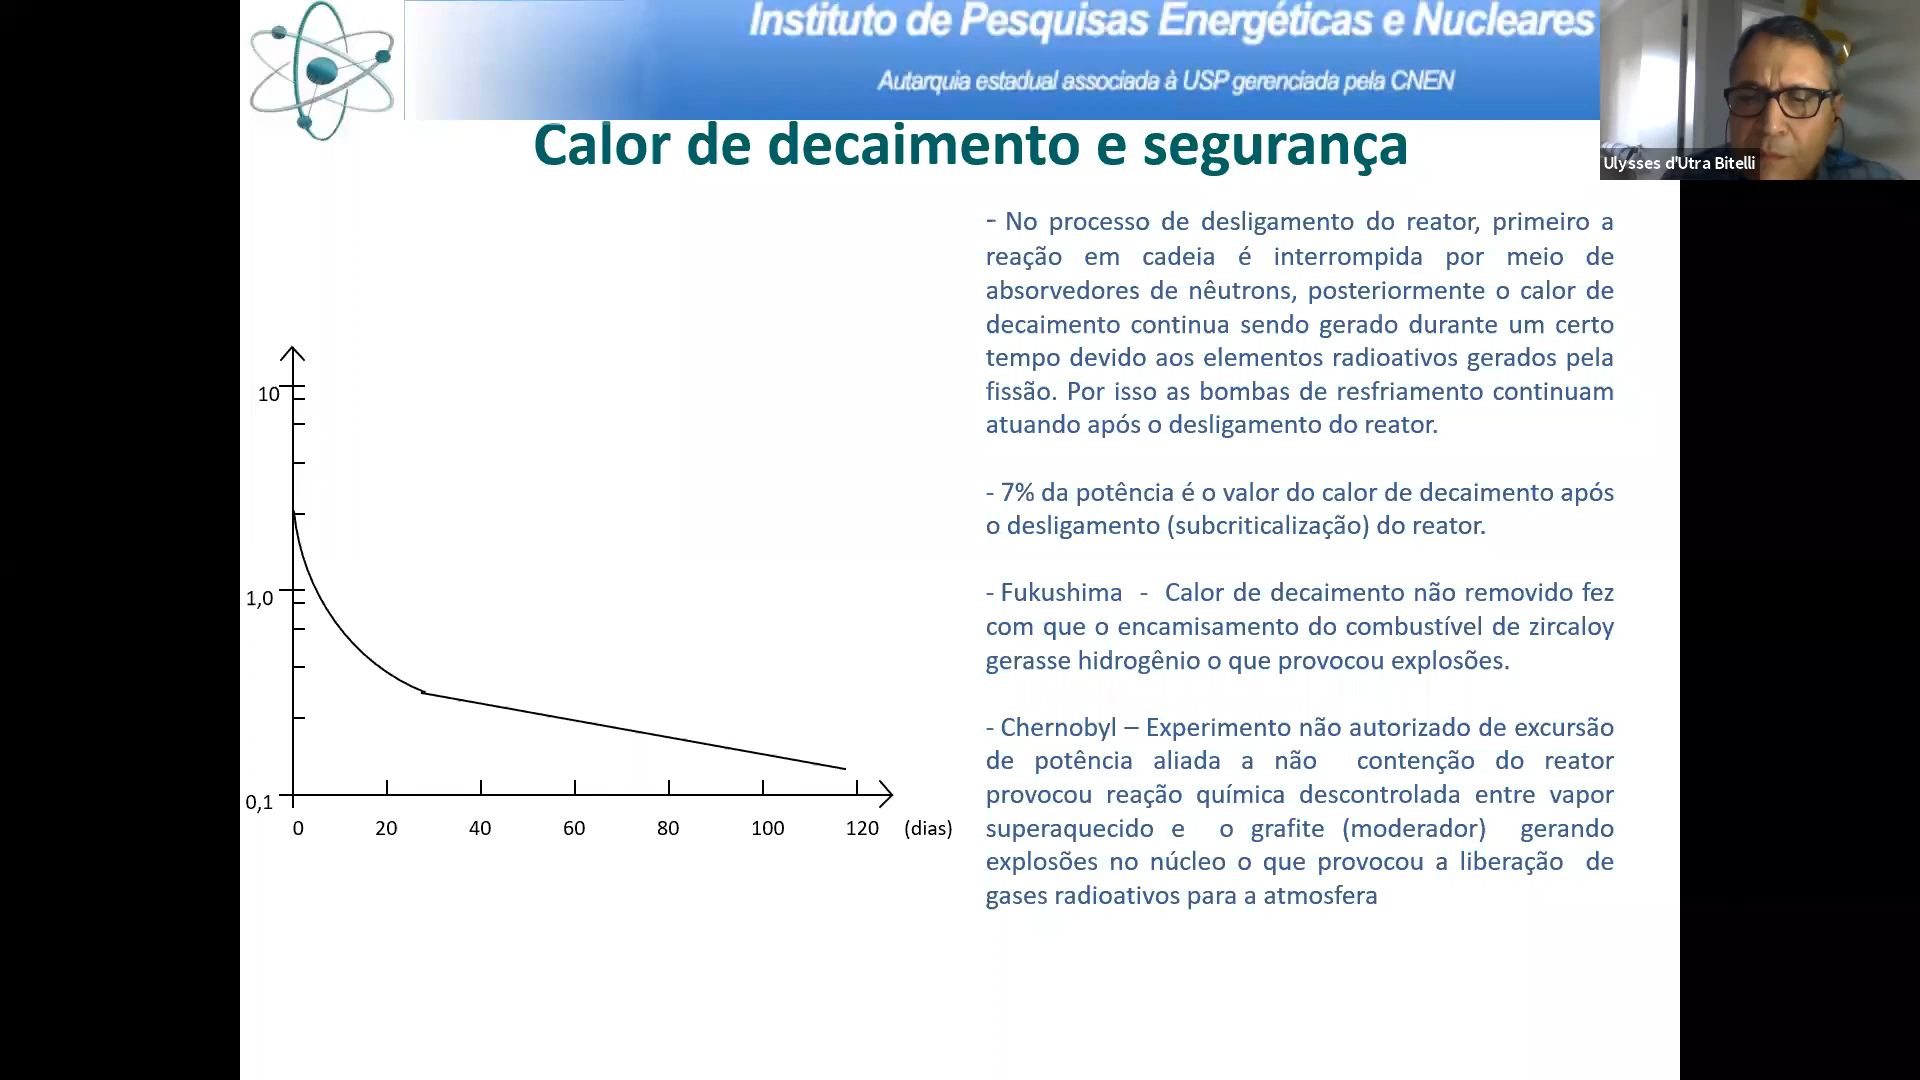 Instituto de Pesquisas Energéticas e Nucleares
Autarquia estadual associada à USP gerenciada pela CNEN
Ulysses d'Utra Bitelli
Calor de decaimento e segurança
- No processo de desligamento do reator, primeiro a
reação em cadeia é interrompida por meio de
absorvedores de nêutrons, posteriormente o calor de
decaimento continua sendo gerado durante um certo
tempo devido aos elementos radioativos gerados pela
fissão. Por isso as bombas de resfriamento continuam
atuando após o desligamento do reator.
- 7% da potência é o valor do calor de decaimento após
o desligamento (subcriticalização) do reator.
- Fukushima - Calor de decaimento não removido fez
com que o encamisamento do combustível de zircaloy
gerasse hidrogênio o que provocou explosões.
- Chernobyl – Experimento não autorizado de excursão
de potência aliada a não contenção do reator
provocou reação química descontrolada entre vapor
superaquecido e o grafite (moderador) gerando
explosões no núcleo o que provocou a liberação de
gases radioativos para a atmosfera
10
1,0
0,1
0 20 40 60 80 100 120 (dias)